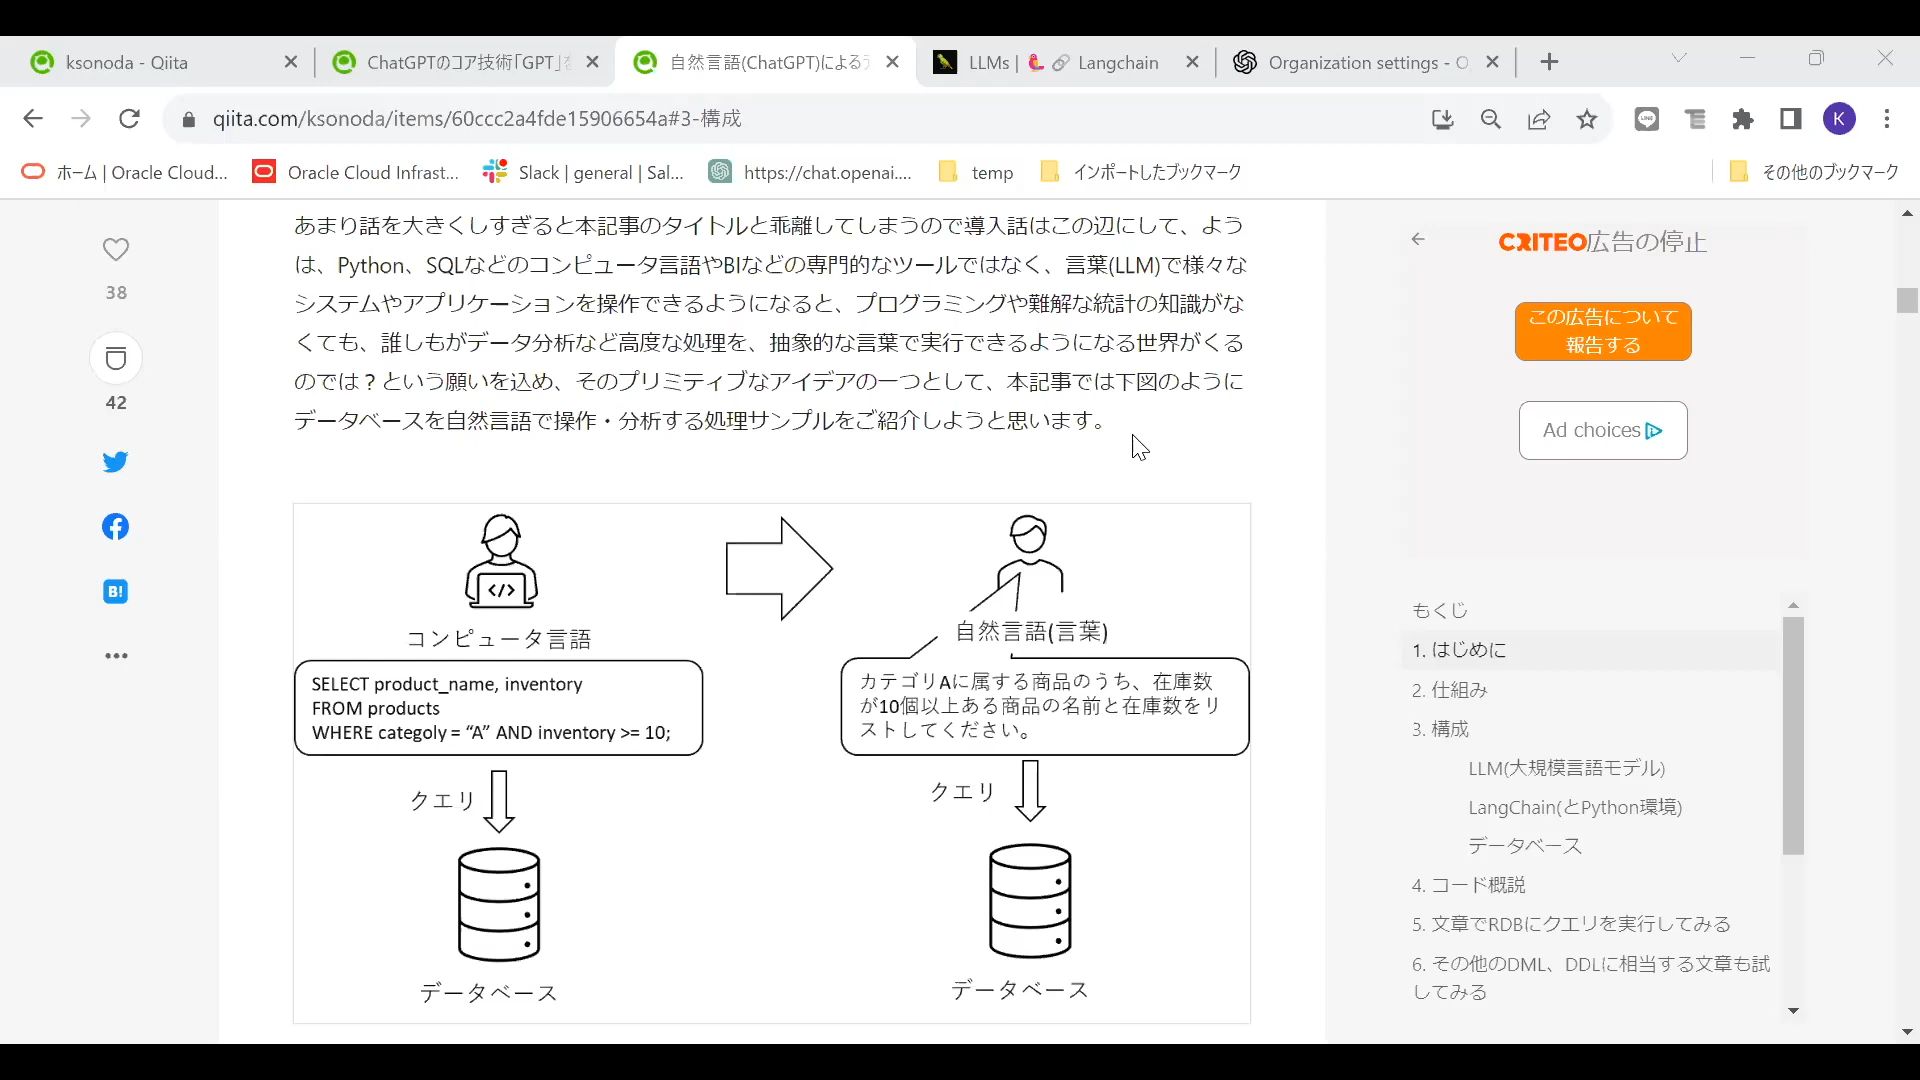 ksonoda - Qiita
ChatGPTのコア技術「GPT」を
自然言語(ChatGPT)によるデ
LLMs | 🦜🔗 Langchain
Organization settings - O
qiita.com/ksonoda/items/60ccc2a4fde15906654a#3-構成
K
ホーム | Oracle Cloud...
Oracle Cloud Infrast...
Slack | general | Sal...
https://chat.openai....
temp
インポートしたブックマーク
その他のブックマーク
38
42
B!
あまり話を大きくしすぎると本記事のタイトルと乖離してしまうので導入話はこの辺にして、よう
は、Python、SQLなどのコンピュータ言語やBIなどの専門的なツールではなく、言葉(LLM)で様々な
システムやアプリケーションを操作できるようになると、プログラミングや難解な統計の知識がな
くても、誰しもがデータ分析など高度な処理を、抽象的な言葉で実行できるようになる世界がくる
のでは？という願いを込め、そのプリミティブなアイデアの一つとして、本記事では下図のように
データベースを自然言語で操作・分析する処理サンプルをご紹介しようと思います。
</>
コンピュータ言語
SELECT product_name, inventory
FROM products
WHERE categoly = “A” AND inventory >= 10;
クエリ
データベース
自然言語(言葉)
カテゴリAに属する商品のうち、在庫数
が10個以上ある商品の名前と在庫数をリ
ストしてください。
クエリ
データベース
CRITEO広告の停止
この広告について
報告する
Ad choices
もくじ
1. はじめに
2. 仕組み
3. 構成
LLM(大規模言語モデル)
LangChain(とPython環境)
データベース
4. コード概説
5. 文章でRDBにクエリを実行してみる
6. その他のDML、DDLに相当する文章も試
してみる